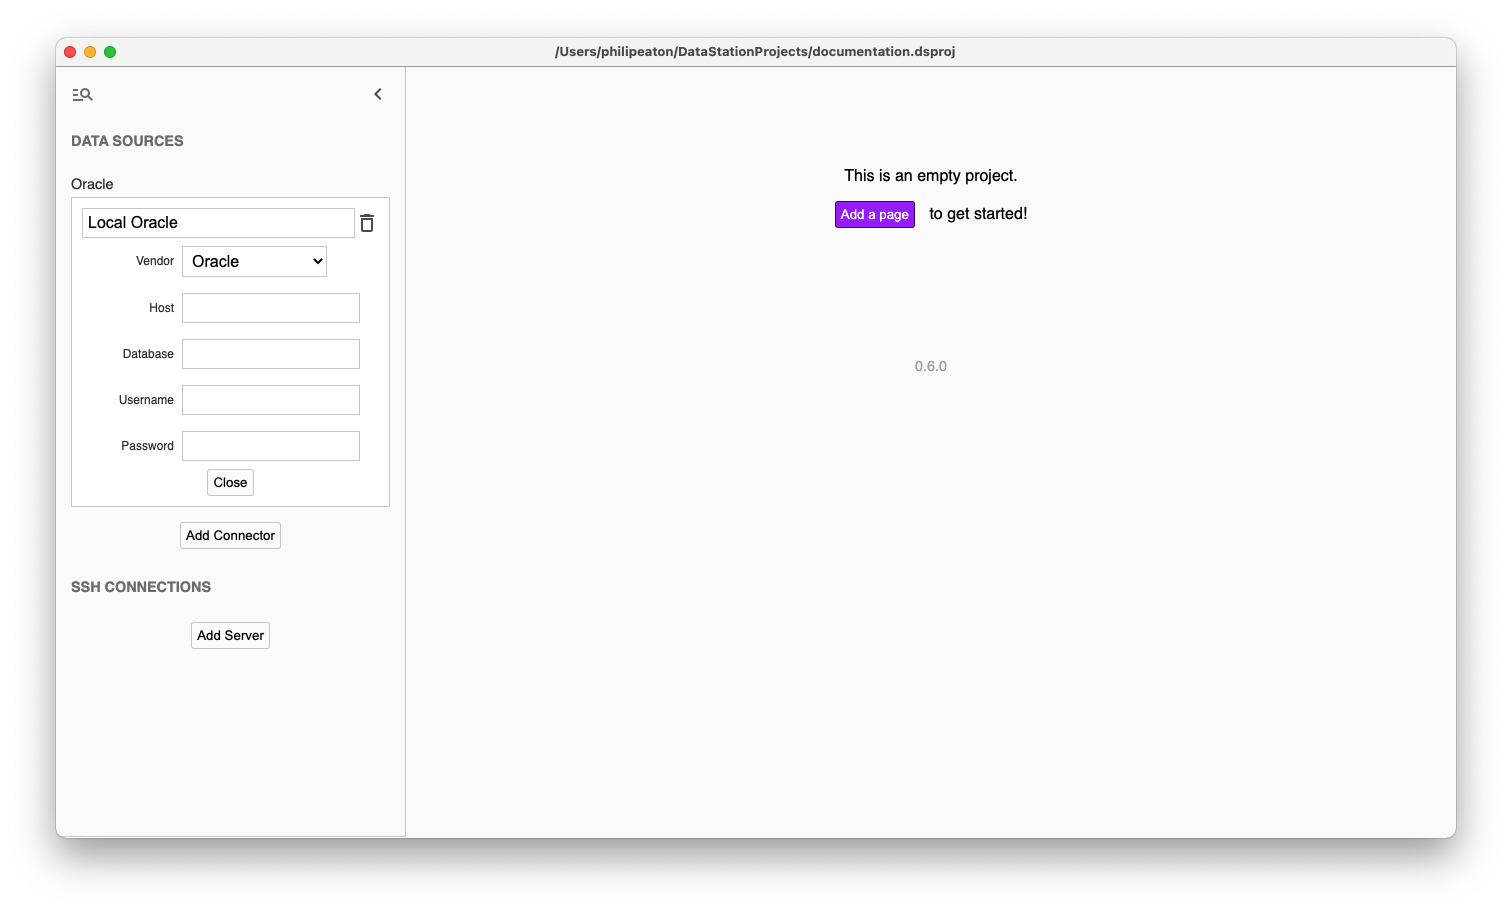 /Users/philipeaton/DataStationProjects/documentation.dsproj
DATA SOURCES
Oracle
Local Oracle
Vendor Oracle
Host
Database
Username
Password
Close
Add Connector
SSH CONNECTIONS
Add Server
This is an empty project.
Add a page to get started!
0.6.0